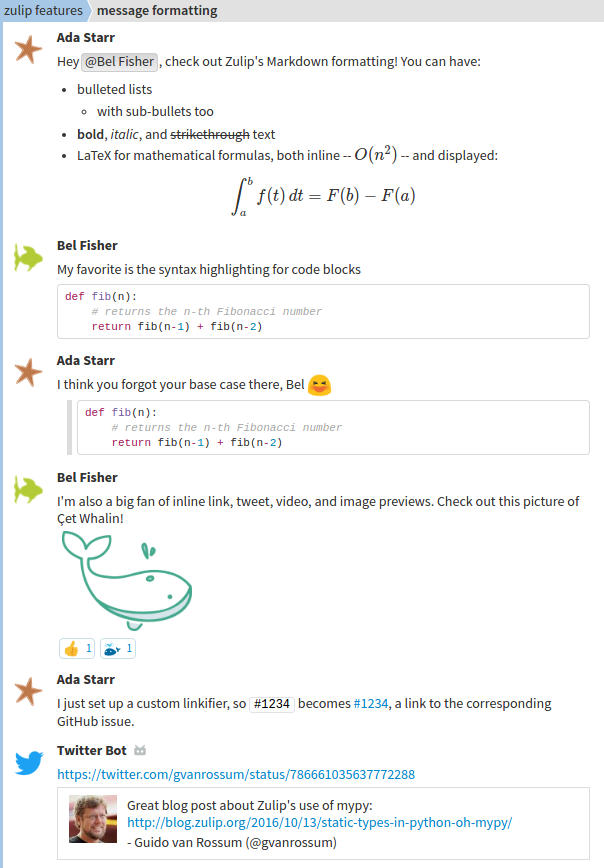 zulip features message formatting
Ada Starr
Hey @Bel Fisher , check out Zulip's Markdown formatting! You can have:
• bulleted lists
◦ with sub-bullets too
• bold, italic, and strikethrough text
• LaTeX for mathematical formulas, both inline -- O(n²) -- and displayed:
∫ₐᵇ f(t) dt = F(b) − F(a)
Bel Fisher
My favorite is the syntax highlighting for code blocks
def fib(n):
    # returns the n-th Fibonacci number
    return fib(n-1) + fib(n-2)
Ada Starr
I think you forgot your base case there, Bel 😆
def fib(n):
    # returns the n-th Fibonacci number
    return fib(n-1) + fib(n-2)
Bel Fisher
I'm also a big fan of inline link, tweet, video, and image previews. Check out this picture of
Çet Whalin!
👍 1 🐳 1
Ada Starr
I just set up a custom linkifier, so #1234 becomes #1234, a link to the corresponding
GitHub issue.
Twitter Bot
https://twitter.com/gvanrossum/status/786661035637772288
Great blog post about Zulip's use of mypy:
http://blog.zulip.org/2016/10/13/static-types-in-python-oh-mypy/
- Guido van Rossum (@gvanrossum)